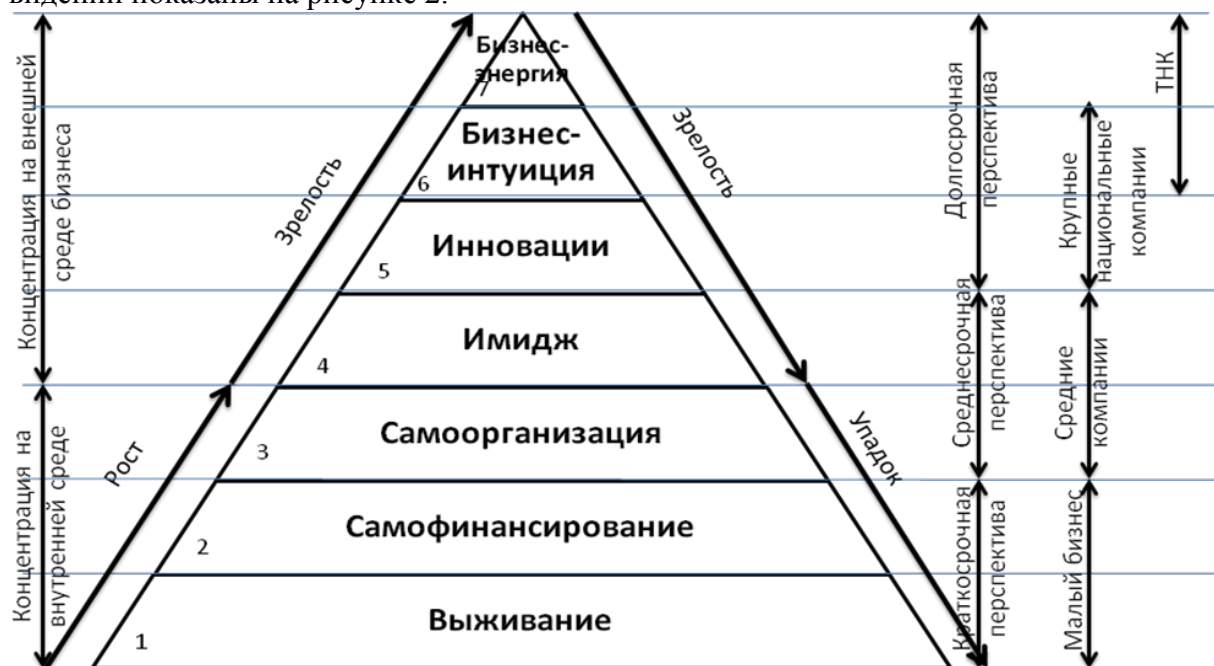 видении показаны на рисунке 2.
Бизнес-
энергия
7
Бизнес-
интуиция
6
Инновации
5
Имидж
4
Самоорганизация
3
Самофинансирование
2
Выживание
1
Концентрация на внешней
среде бизнеса
Концентрация на
внутренней среде
Зрелость
Рост
Зрелость
Упадок
Долгосрочная
перспектива
Среднесрочная
перспектива
Краткосрочная
перспектива
Крупные
национальные
компании
Средние
компании
Малый бизнес
ТНК